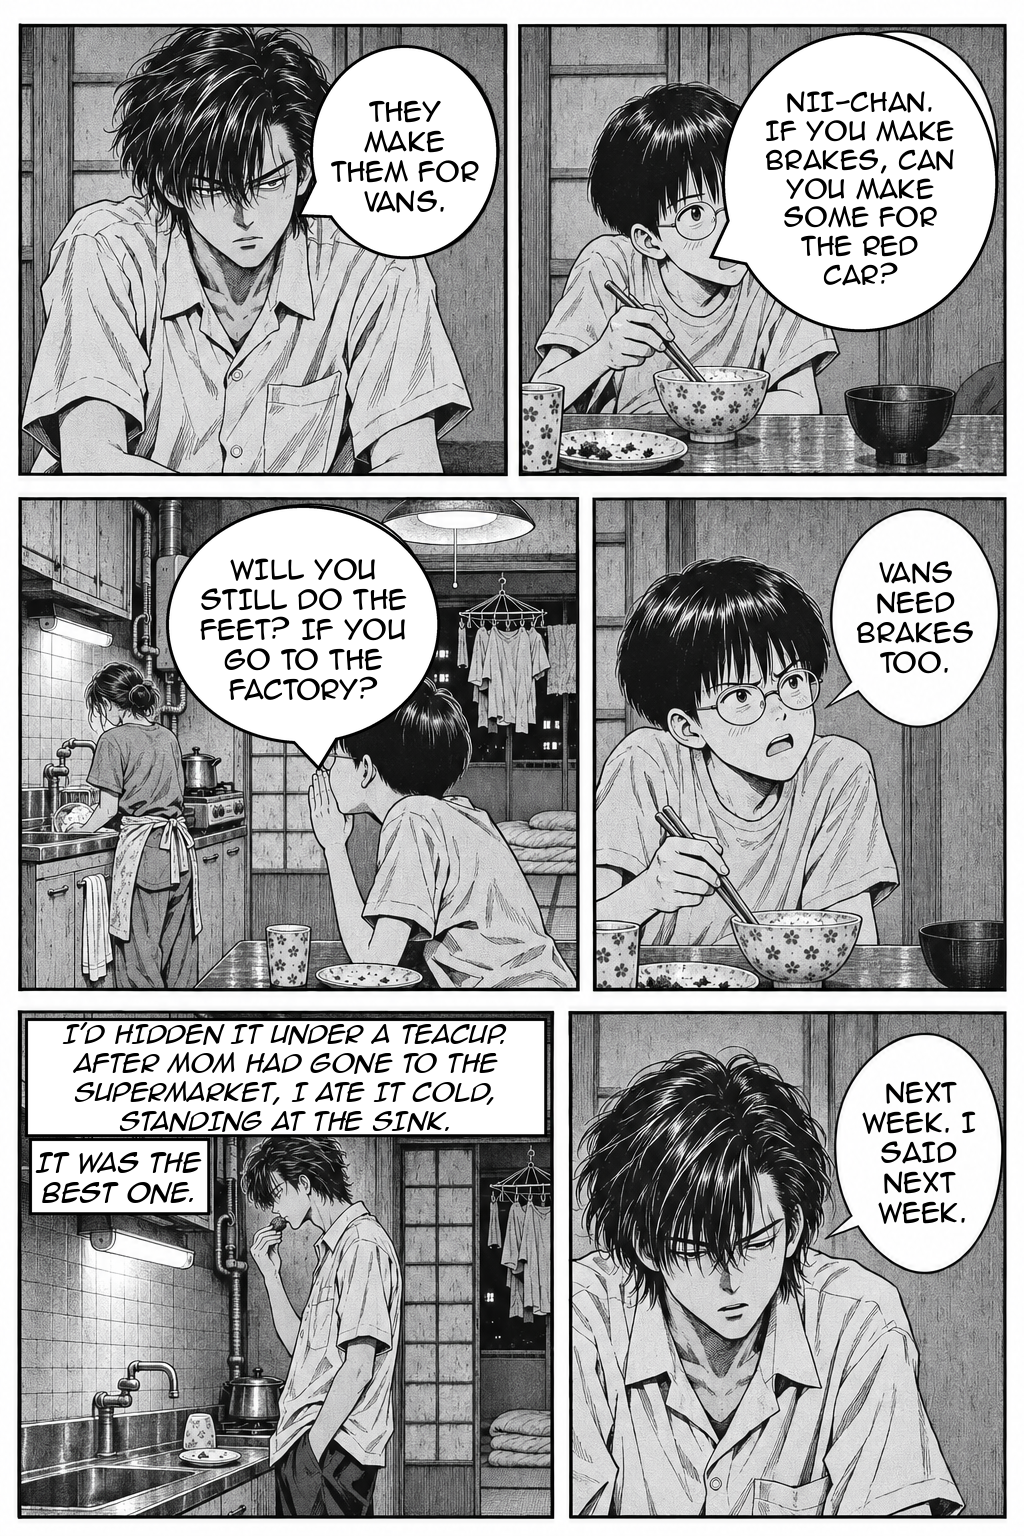 NII-CHAN.
IF YOU MAKE
BRAKES, CAN
YOU MAKE
SOME FOR
THE RED
CAR?
THEY
MAKE
THEM FOR
VANS.
VANS
NEED
BRAKES
TOO.
WILL YOU
STILL DO THE
FEET? IF YOU
GO TO THE
FACTORY?
NEXT
WEEK. I
SAID
NEXT
WEEK.
I'D HIDDEN IT UNDER A TEACUP.
AFTER MOM HAD GONE TO THE
SUPERMARKET, I ATE IT COLD,
STANDING AT THE SINK.
IT WAS THE
BEST ONE.